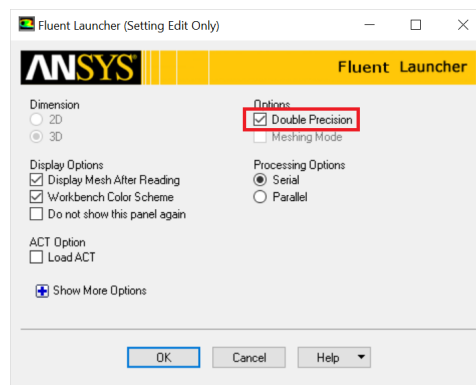 Fluent Launcher (Setting Edit Only)
ANSYS Fluent Launcher
Dimension
2D
3D
Options
Double Precision
Meshing Mode
Display Options
Display Mesh After Reading
Workbench Color Scheme
Do not show this panel again
Processing Options
Serial
Parallel
ACT Option
Load ACT
Show More Options
OK Cancel Help